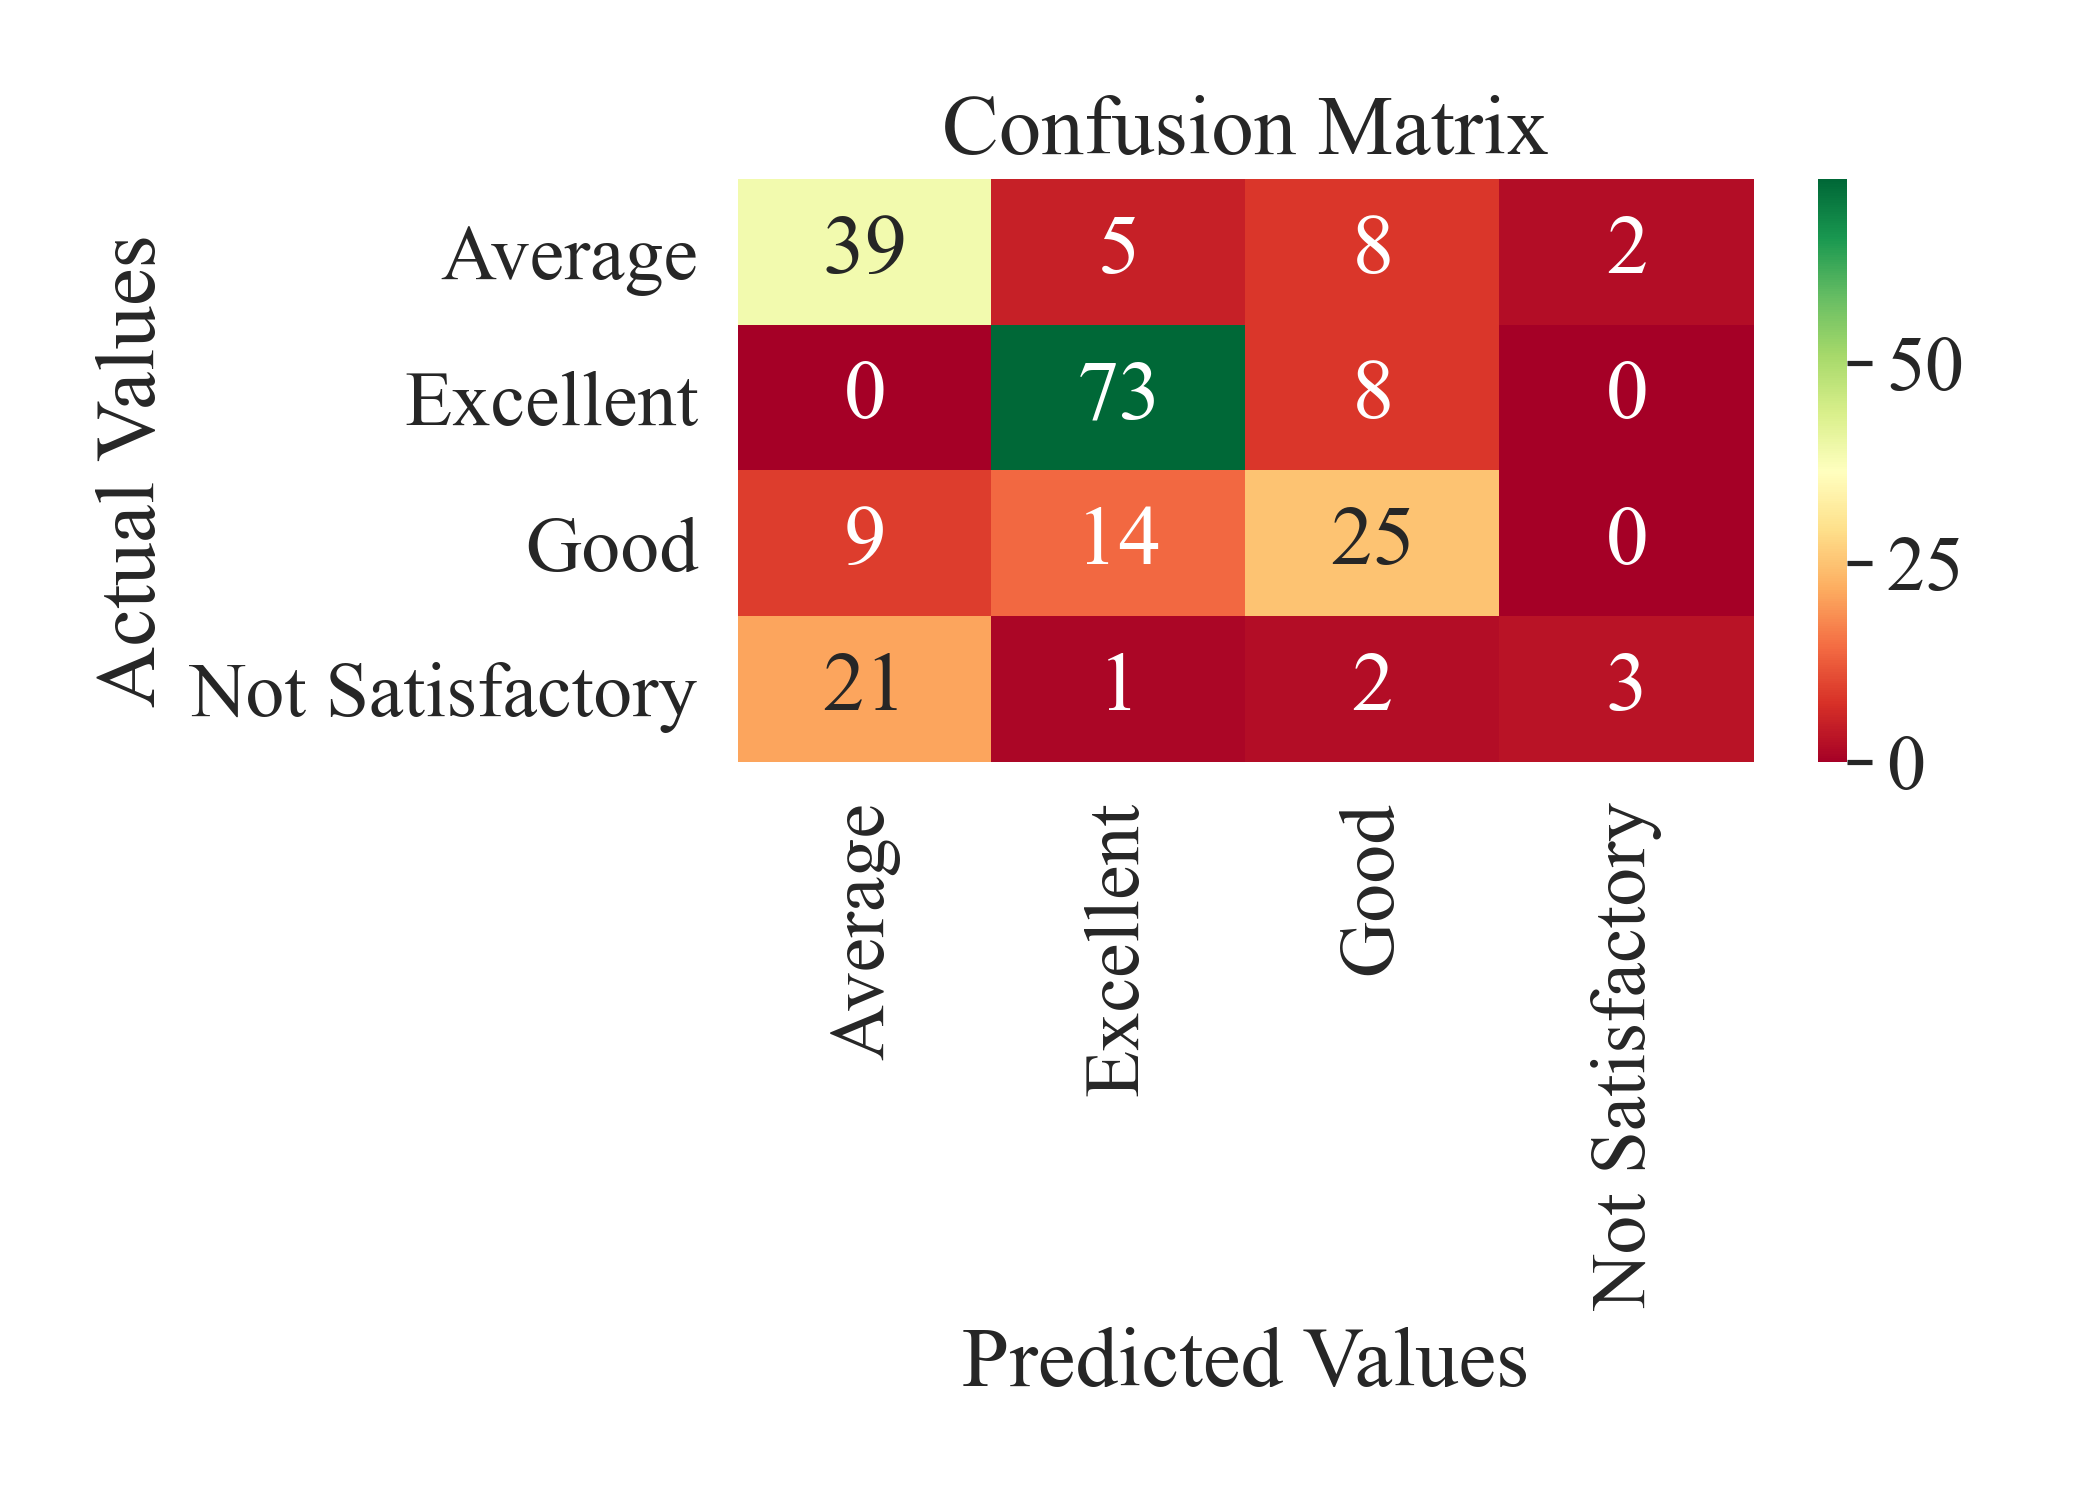 Confusion Matrix
Actual Values
Average 39 5 8 2
Excellent 0 73 8 0
Good 9 14 25 0
Not Satisfactory 21 1 2 3
50
25
0
Average Excellent Good Not Satisfactory
Predicted Values